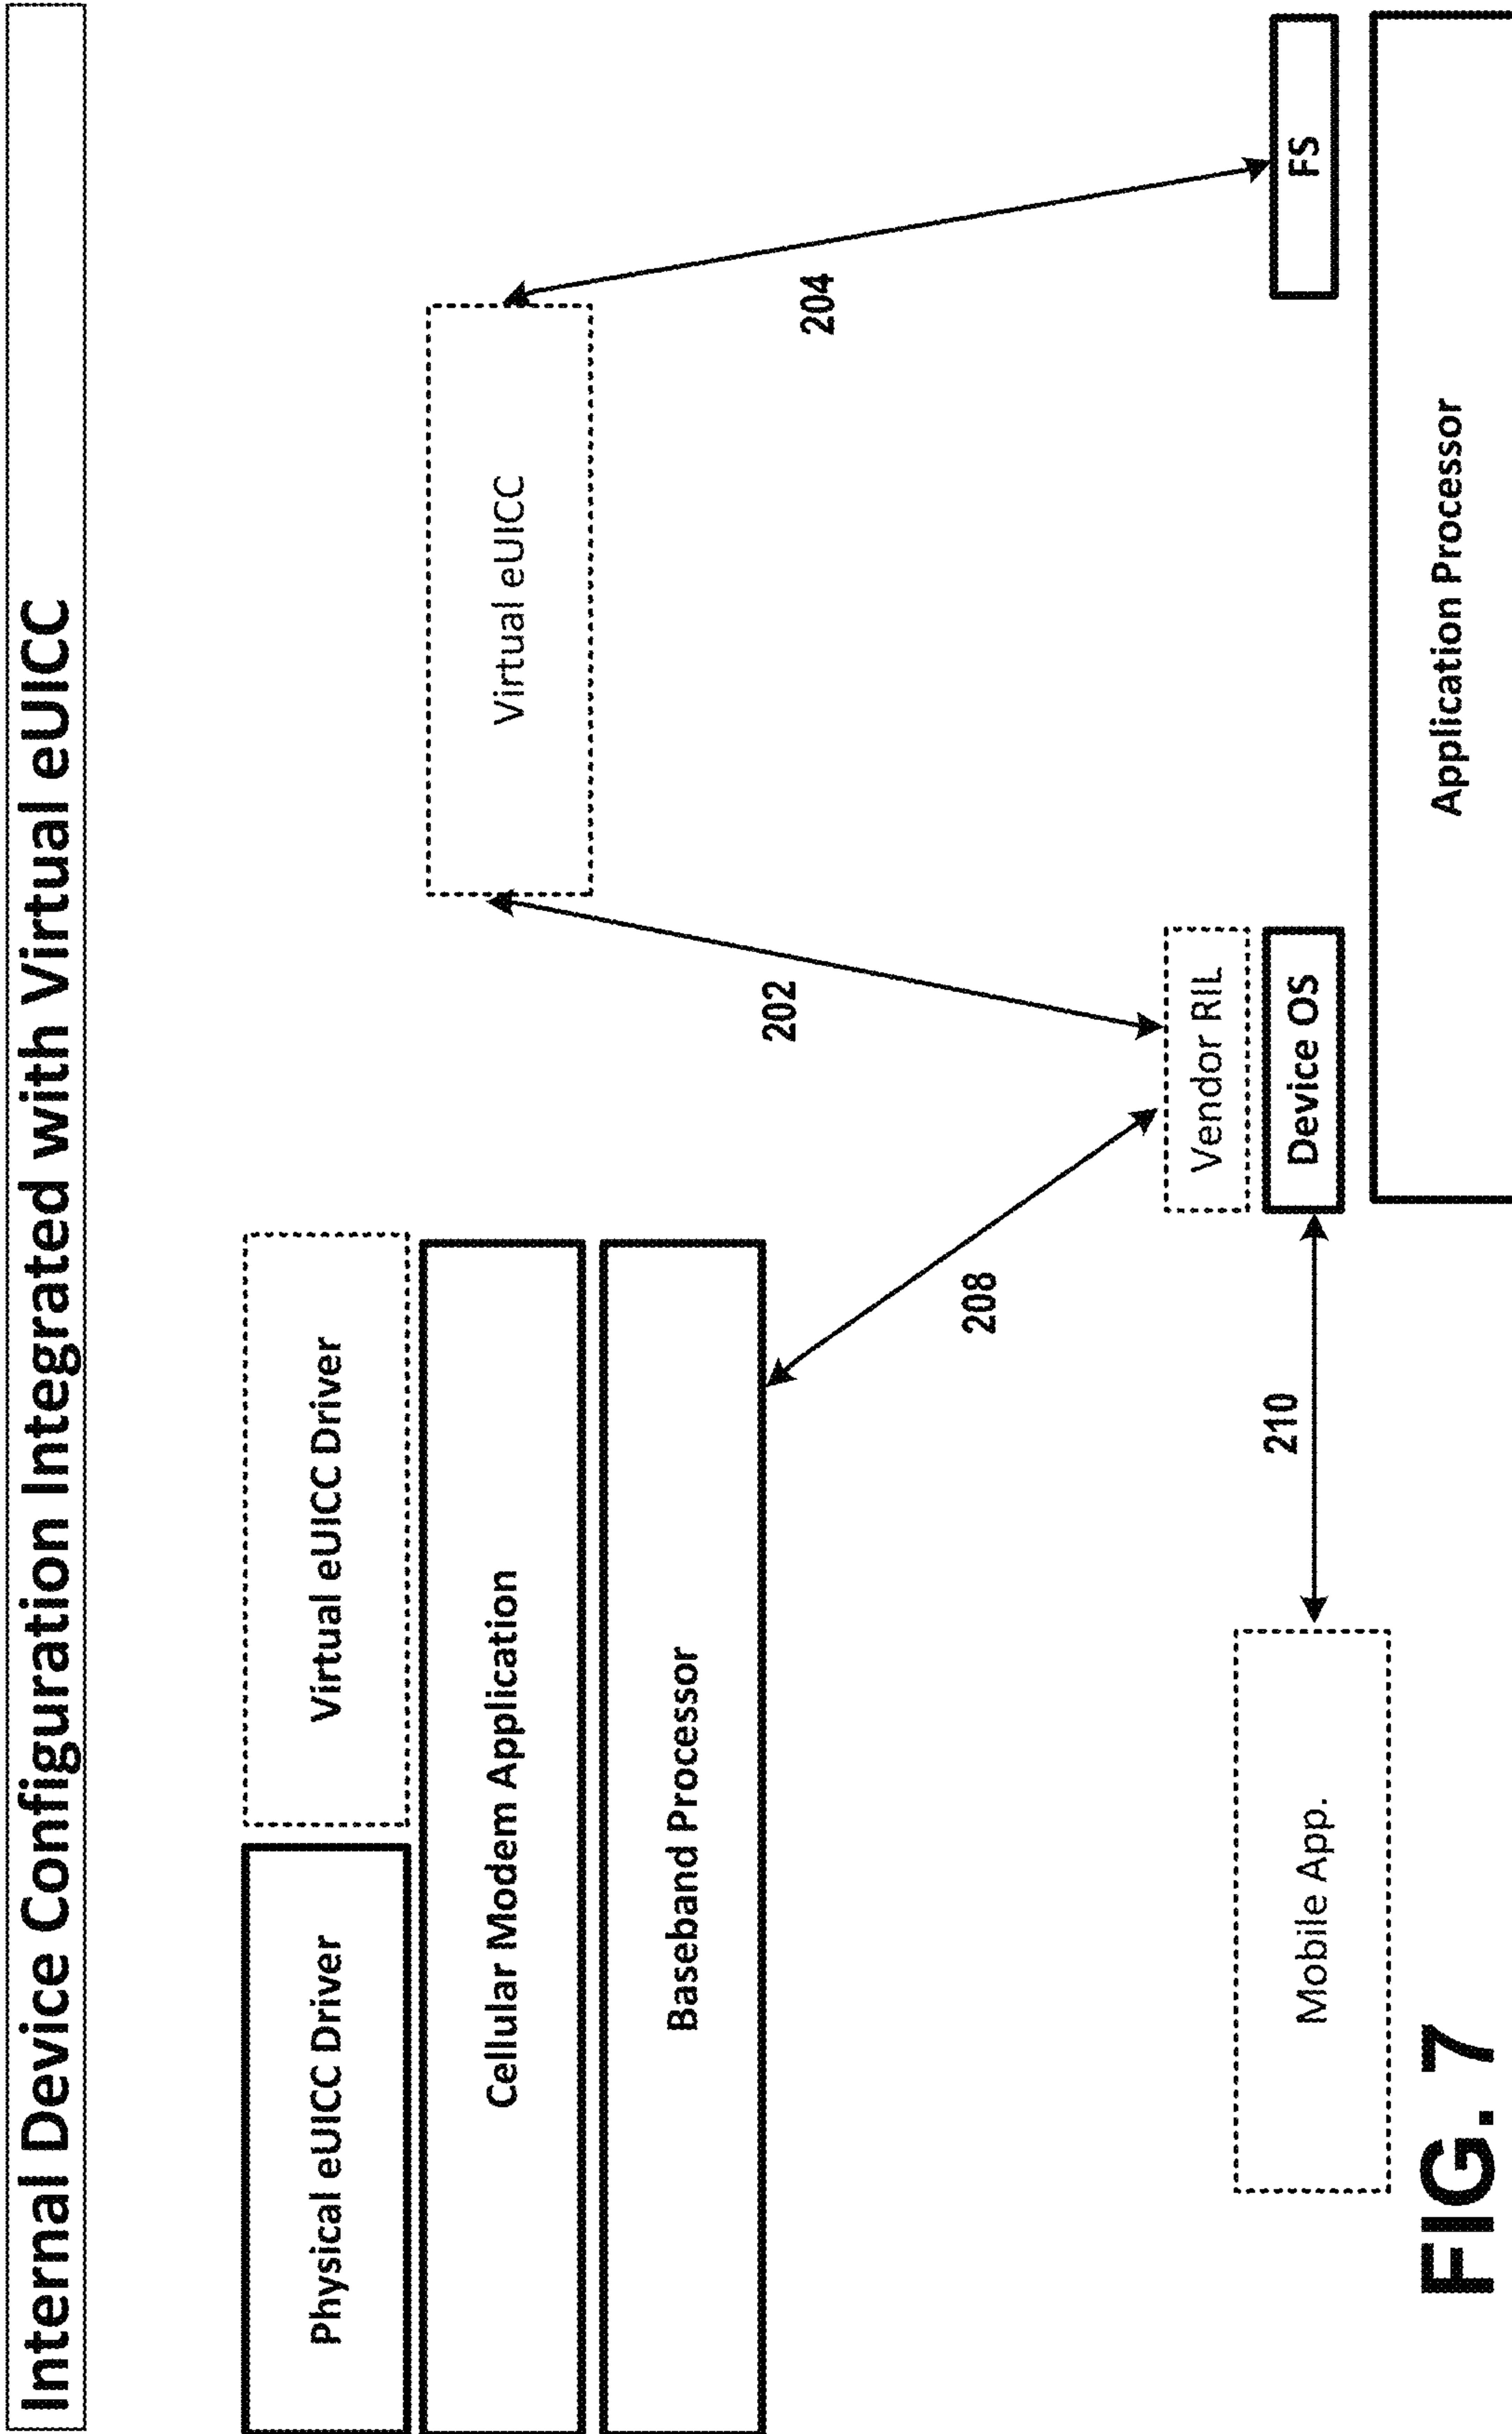 Internal Device Configuration Integrated with Virtual eUICC
Physical eUICC Driver
Virtual eUICC Driver
Cellular Modem Application
Virtual eUICC
Baseband Processor
202
204
208
Vendor RIL
Mobile App.
210
Device OS
FS
Application Processor
FIG. 7